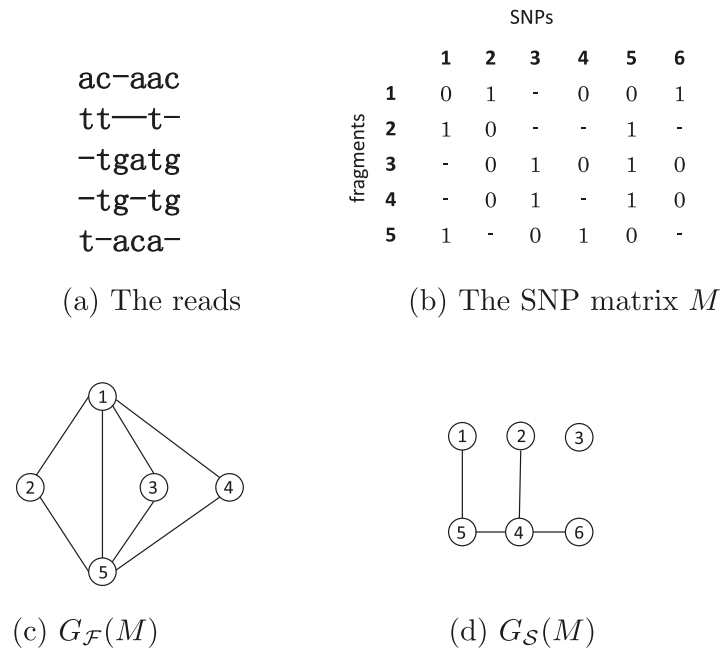 ac-aac
tt——t-
-tgatg
-tg-tg
t-aca-
(a) The reads
SNPs
1 2 3 4 5 6
fragments
1 0 1 - 0 0 1
2 1 0 - - 1 -
3 - 0 1 0 1 0
4 - 0 1 - 1 0
5 1 - 0 1 0 -
(b) The SNP matrix M
1
2 3 4
5
(c) G_F(M)
1 2 3
5 4 6
(d) G_S(M)